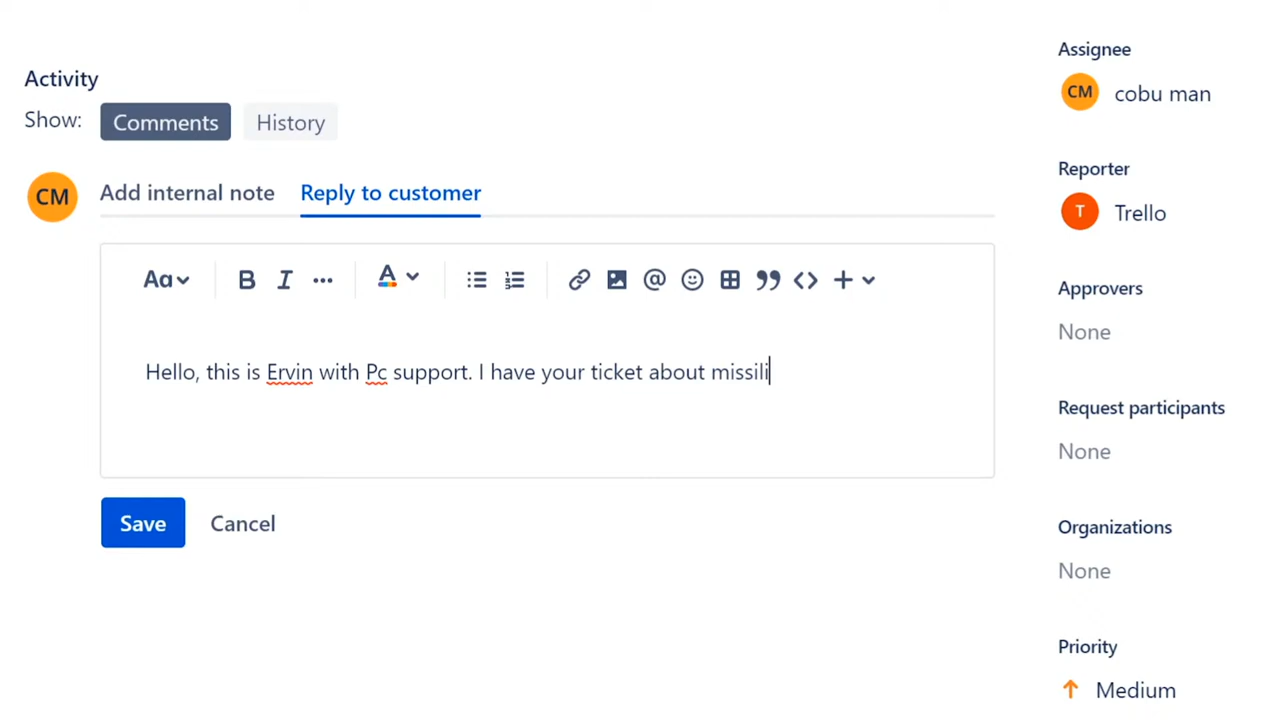 Activity
Show: Comments History
CM Add internal note Reply to customer
Aa B I ... A @
Hello, this is Ervin with Pc support. I have your ticket about missili
Save Cancel
Assignee
CM cobu man
Reporter
T Trello
Approvers
None
Request participants
None
Organizations
None
Priority
Medium